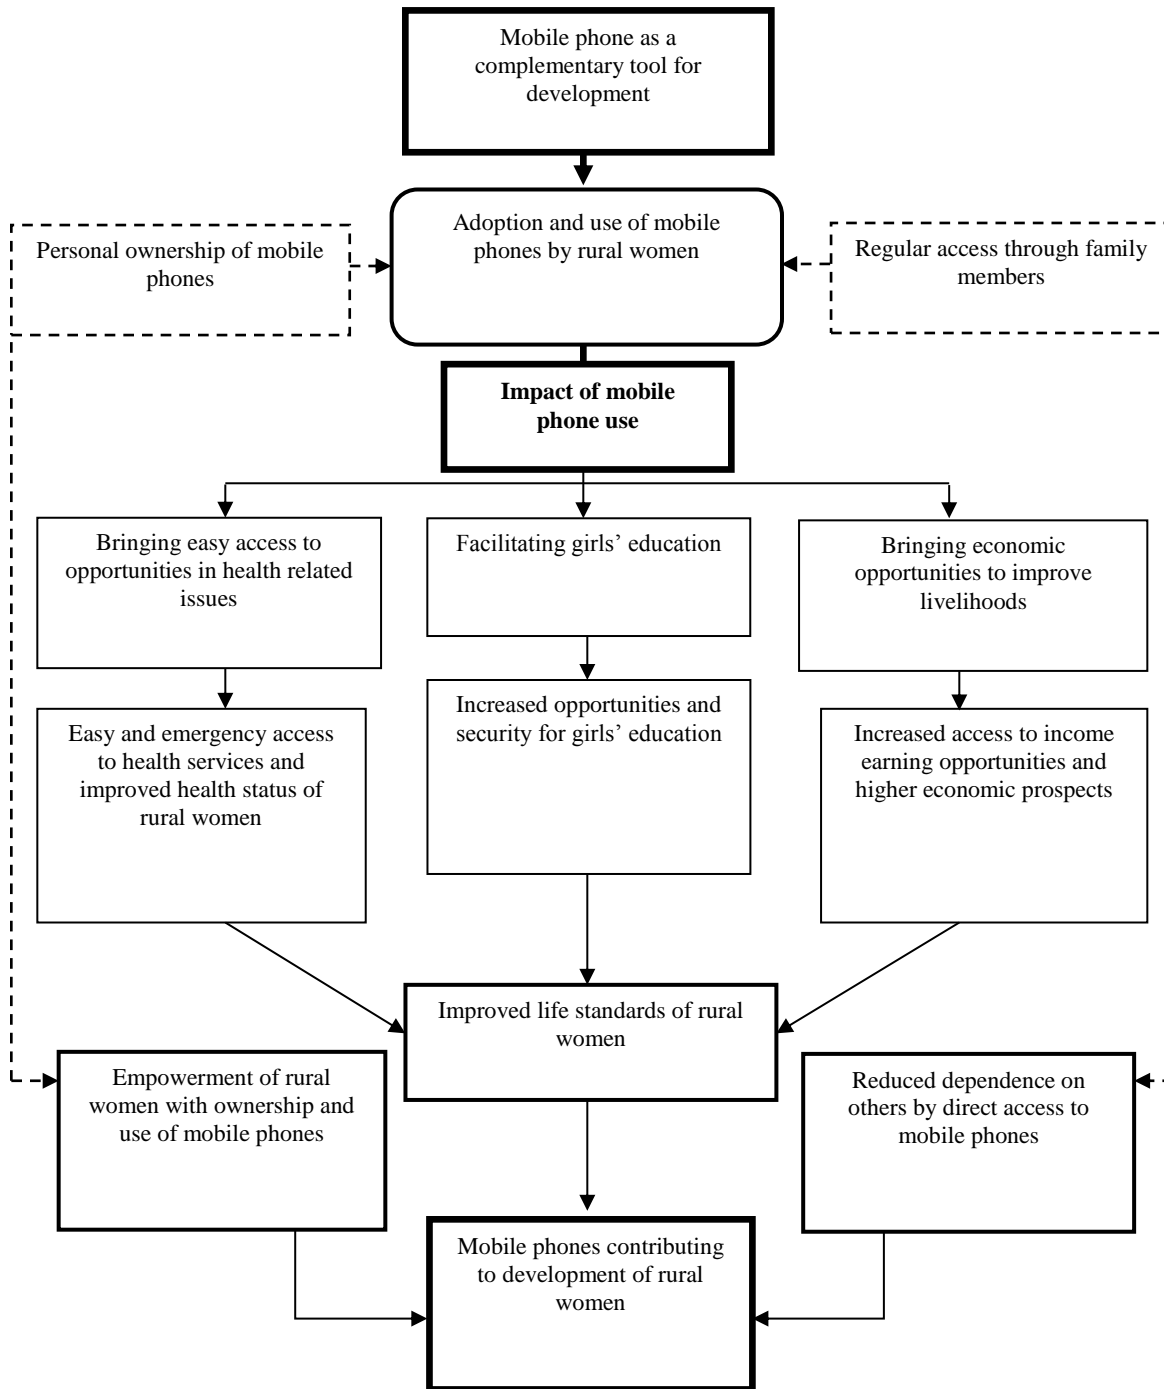 Mobile phone as a
complementary tool for
development
Adoption and use of mobile
phones by rural women
Personal ownership of mobile
phones
Regular access through family
members
Impact of mobile
phone use
Bringing easy access to
opportunities in health related
issues
Facilitating girls’ education
Bringing economic
opportunities to improve
livelihoods
Easy and emergency access
to health services and
improved health status of
rural women
Increased opportunities and
security for girls’ education
Increased access to income
earning opportunities and
higher economic prospects
Improved life standards of rural
women
Empowerment of rural
women with ownership and
use of mobile phones
Reduced dependence on
others by direct access to
mobile phones
Mobile phones contributing
to development of rural
women